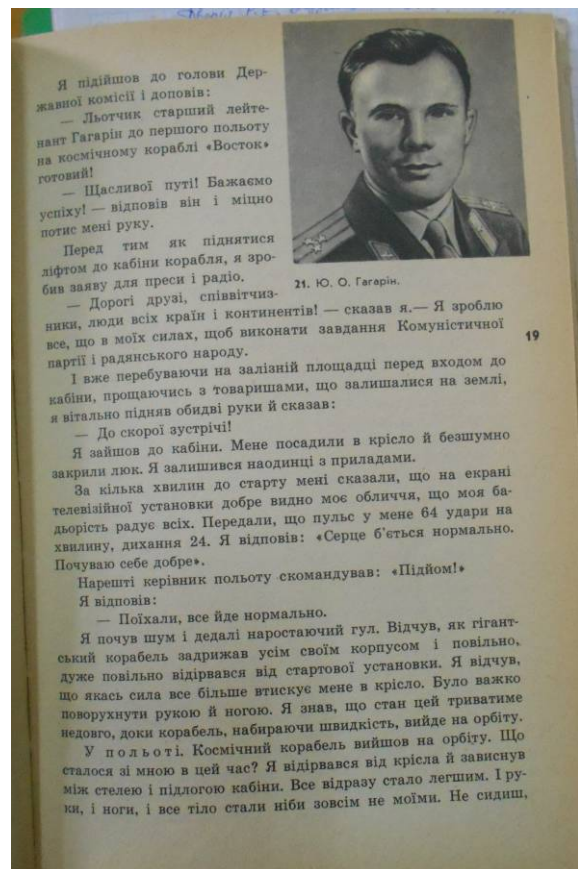 Я підійшов до голови Дер-
жавної комісії і доповів:
— Льотчик старший лейте-
нант Гагарін до першого польоту
на космічному кораблі «Восток»
готовий!
— Щасливої путі! Бажаємо
успіху! — відповів він і міцно
потис мені руку.
Перед тим як піднятися
ліфтом до кабіни корабля, я зро-
бив заяву для преси і радіо.
— Дорогі друзі, співвітчиз-
21. Ю. О. Гагарін.
ники, люди всіх країн і континентів! — сказав я.— Я зроблю
все, що в моїх силах, щоб виконати завдання Комуністичної
партії і радянського народу.
19
І вже перебуваючи на залізній площадці перед входом до
кабіни, прощаючись з товаришами, що залишалися на землі,
я вітально підняв обидві руки й сказав:
— До скорої зустрічі!
Я зайшов до кабіни. Мене посадили в крісло й безшумно
закрили люк. Я залишився наодинці з приладами.
За кілька хвилин до старту мені сказали, що на екрані
телевізійної установки добре видно моє обличчя, що моя ба-
дьорість радує всіх. Передали, що пульс у мене 64 удари на
хвилину, дихання 24. Я відповів: «Серце б’ється нормально.
Почуваю себе добре».
Нарешті керівник польоту скомандував: «Підйом!»
Я відповів:
— Поїхали, все йде нормально.
Я почув шум і дедалі наростаючий гул. Відчув, як гігант-
ський корабель задрижав усім своїм корпусом і повільно,
дуже повільно відірвався від стартової установки. Я відчув,
що якась сила все більше втискує мене в крісло. Було важко
поворухнути рукою й ногою. Я знав, що стан цей триватиме
недовго, доки корабель, набираючи швидкість, вийде на орбіту.
У польоті. Космічний корабель вийшов на орбіту. Що
сталося зі мною в цей час? Я відірвався від крісла й зависнув
між стелею і підлогою кабіни. Все відразу стало легшим. І ру-
ки, і ноги, і все тіло стали ніби зовсім не моїми. Не сидиш,